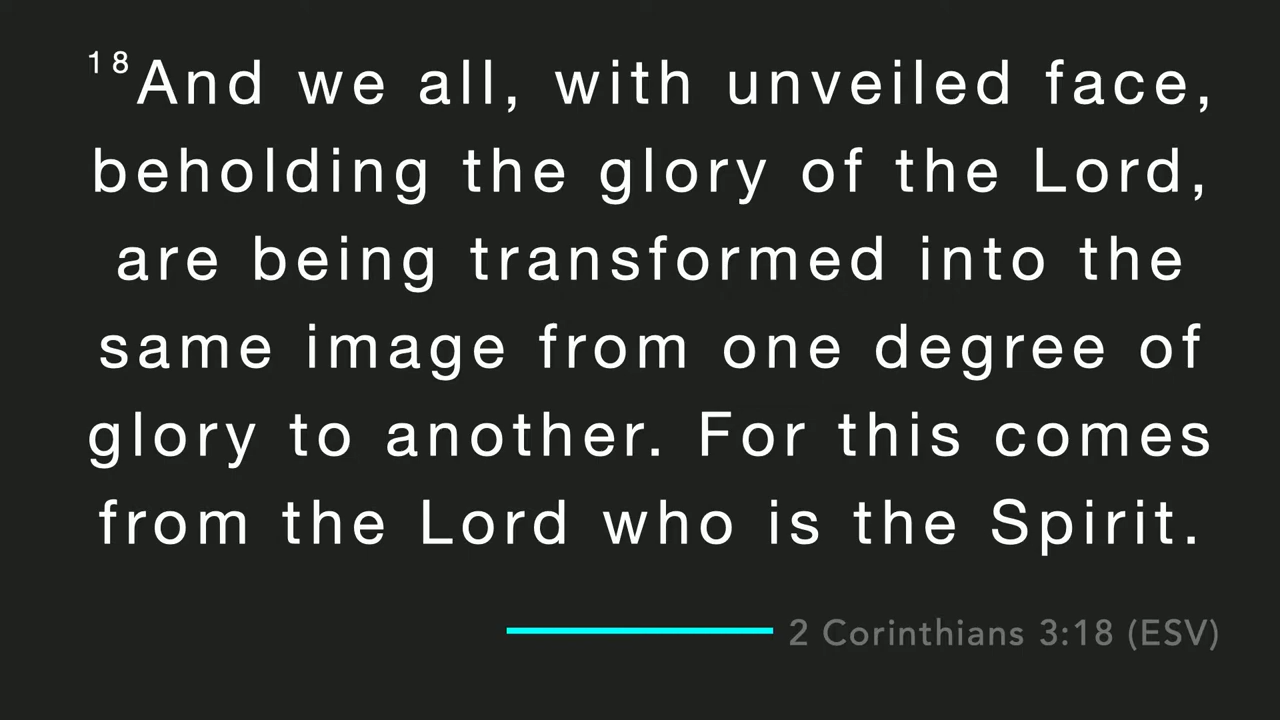 18And we all, with unveiled face,
beholding the glory of the Lord,
are being transformed into the
same image from one degree of
glory to another. For this comes
from the Lord who is the Spirit.
2 Corinthians 3:18 (ESV)